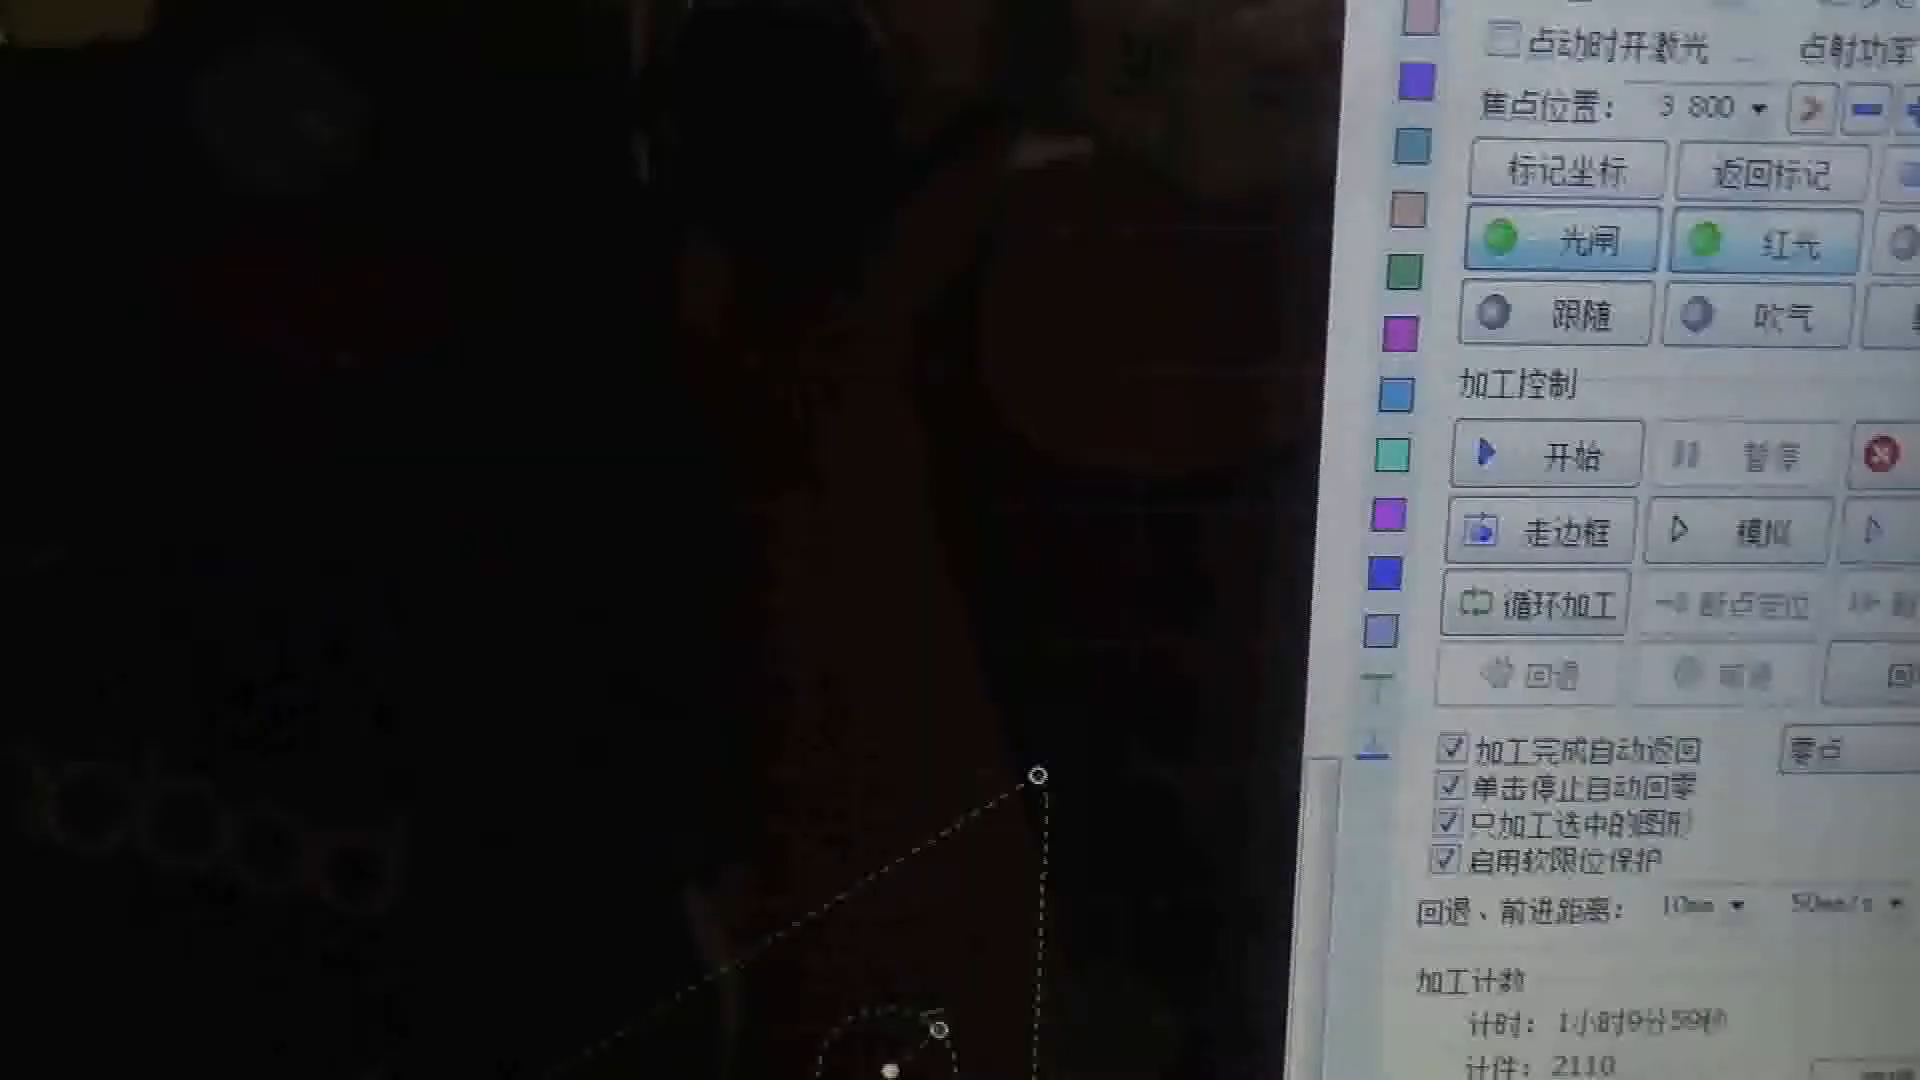 点动时开激光 点射功率
焦点位置： 3 800
标记坐标 返回标记
光闸 红光
跟随 吹气
加工控制
开始 暂停
走边框 模拟
循环加工 断点定位
回退 前进
加工完成自动返回 零点
单击停止自动回零
只加工选中的图形
启用软限位保护
回退、前进距离： 10mm 50mm/s
加工计数
计时： 1小时9分59秒
计件： 2110